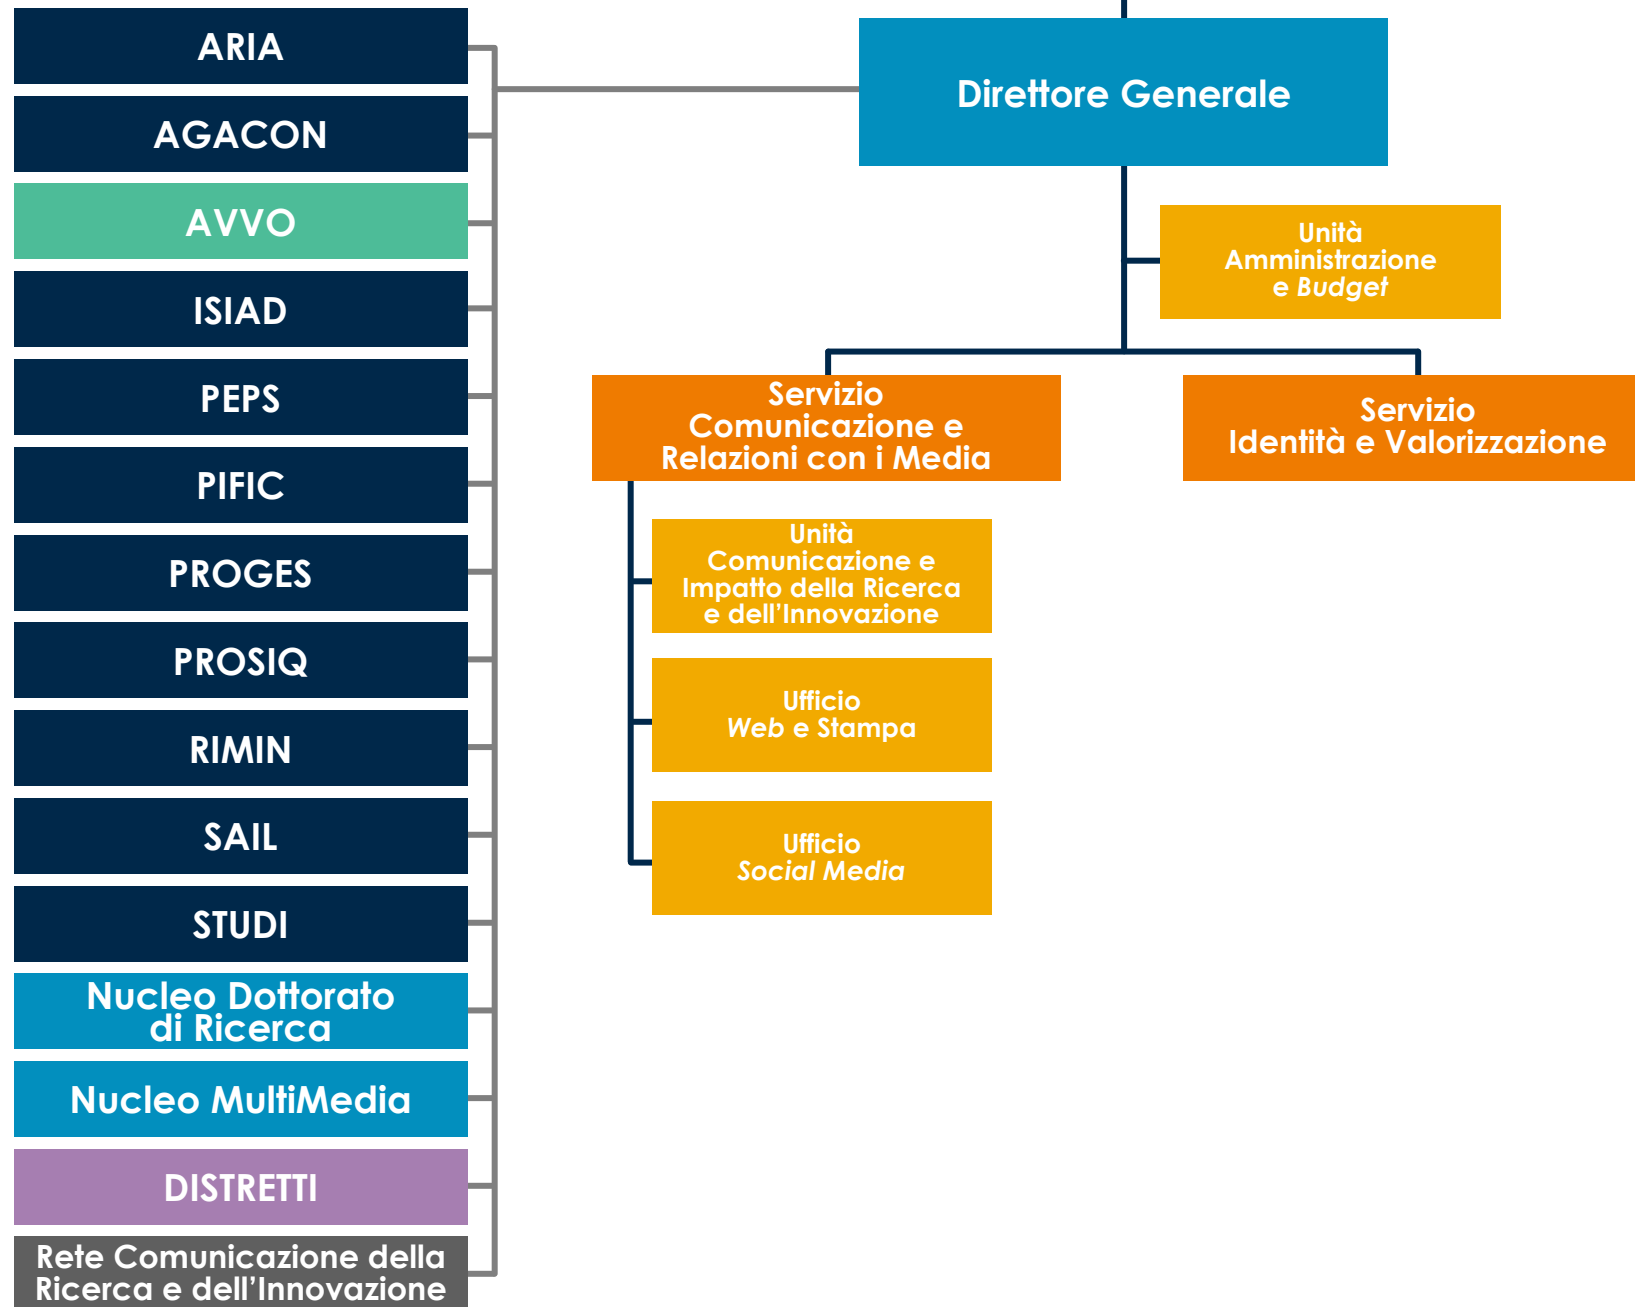 ARIA
AGACON
AVVO
ISIAD
PEPS
PIFIC
PROGES
PROSIQ
RIMIN
SAIL
STUDI
Nucleo Dottorato
di Ricerca
Nucleo MultiMedia
DISTRETTI
Rete Comunicazione della
Ricerca e dell'Innovazione
Direttore Generale
Unità
Amministrazione
e Budget
Servizio
Comunicazione e
Relazioni con i Media
Unità
Comunicazione e
Impatto della Ricerca
e dell'Innovazione
Ufficio
Web e Stampa
Ufficio
Social Media
Servizio
Identità e Valorizzazione